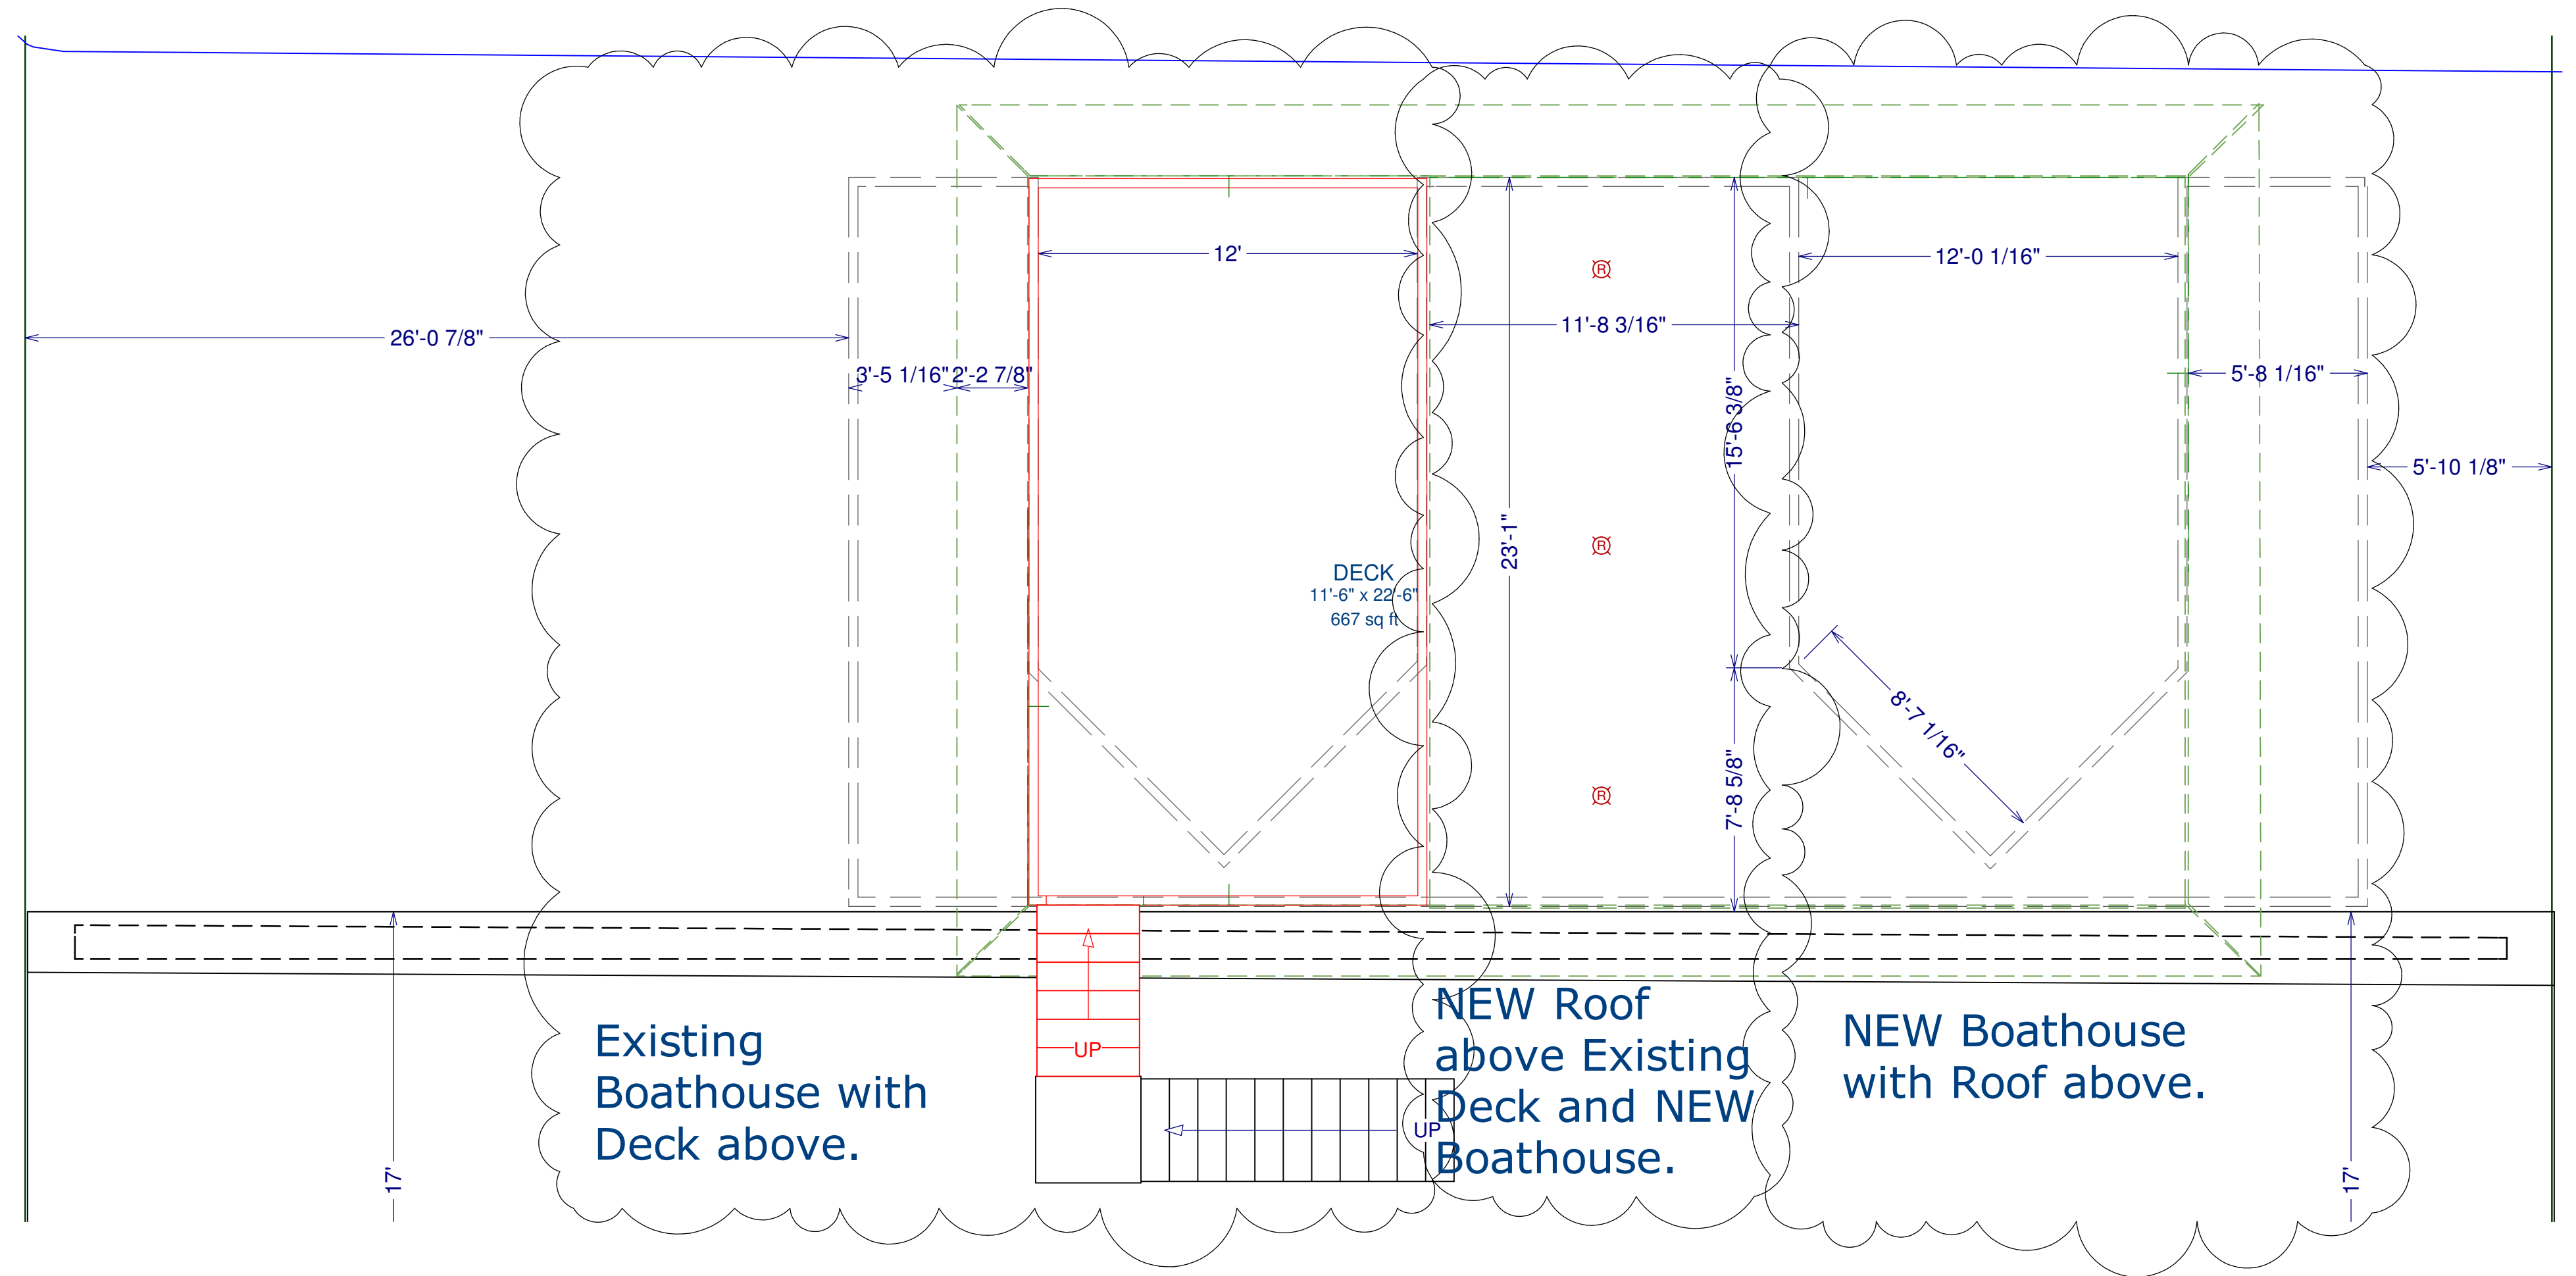 12'
12'-0 1/16"
Ⓡ
11'-8 3/16"
26'-0 7/8"
3'-5 1/16"
2'-2 7/8"
5'-8 1/16"
15'-6 3/8"
5'-10 1/8"
23'-1"
Ⓡ
DECK
11'-6" x 22'-6"
667 sq ft
8'-7 1/16"
7'-8 5/8"
Ⓡ
UP
UP
17'
17'
Existing
Boathouse with
Deck above.
NEW Roof
above Existing
Deck and NEW
Boathouse.
NEW Boathouse
with Roof above.